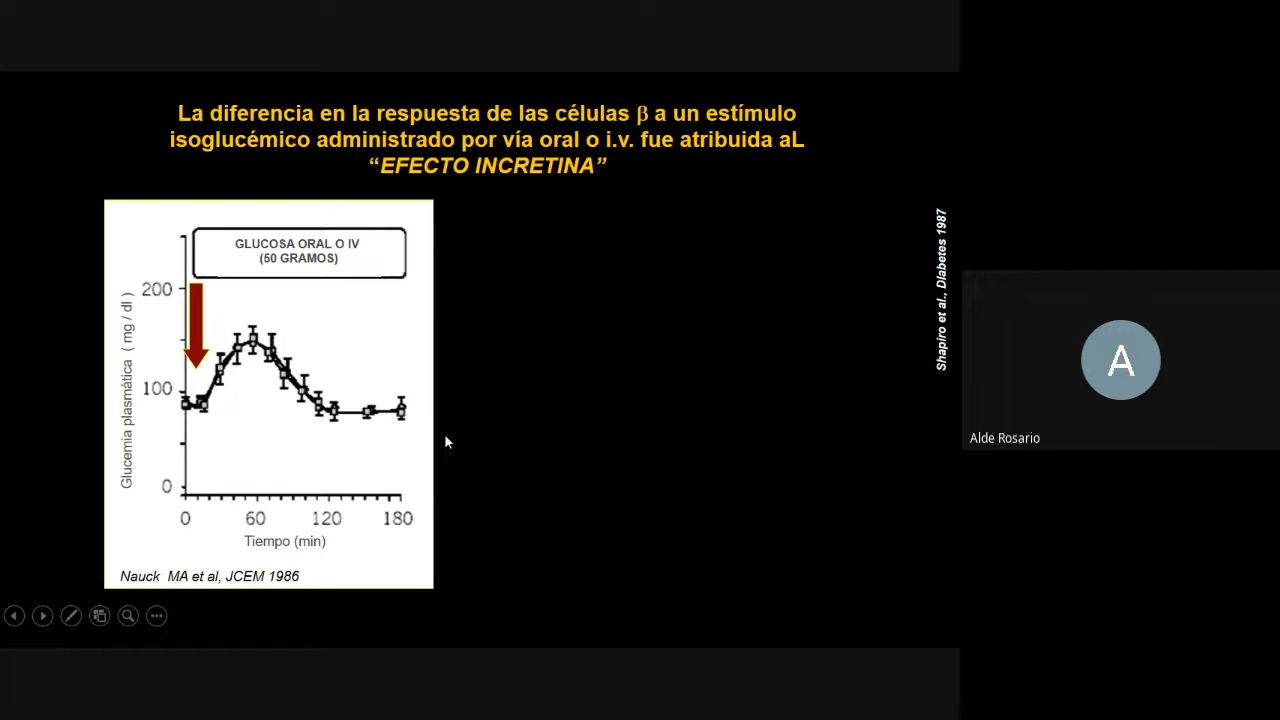 La diferencia en la respuesta de las células β a un estímulo
isoglucémico administrado por vía oral o i.v. fue atribuida aL
“EFECTO INCRETINA”
GLUCOSA ORAL O IV
(50 GRAMOS)
Glucemia plasmática ( mg / dl )
200
100
0
0 60 120 180
Tiempo (min)
Nauck MA et al, JCEM 1986
Shapiro et al., Diabetes 1987
A
Alde Rosario